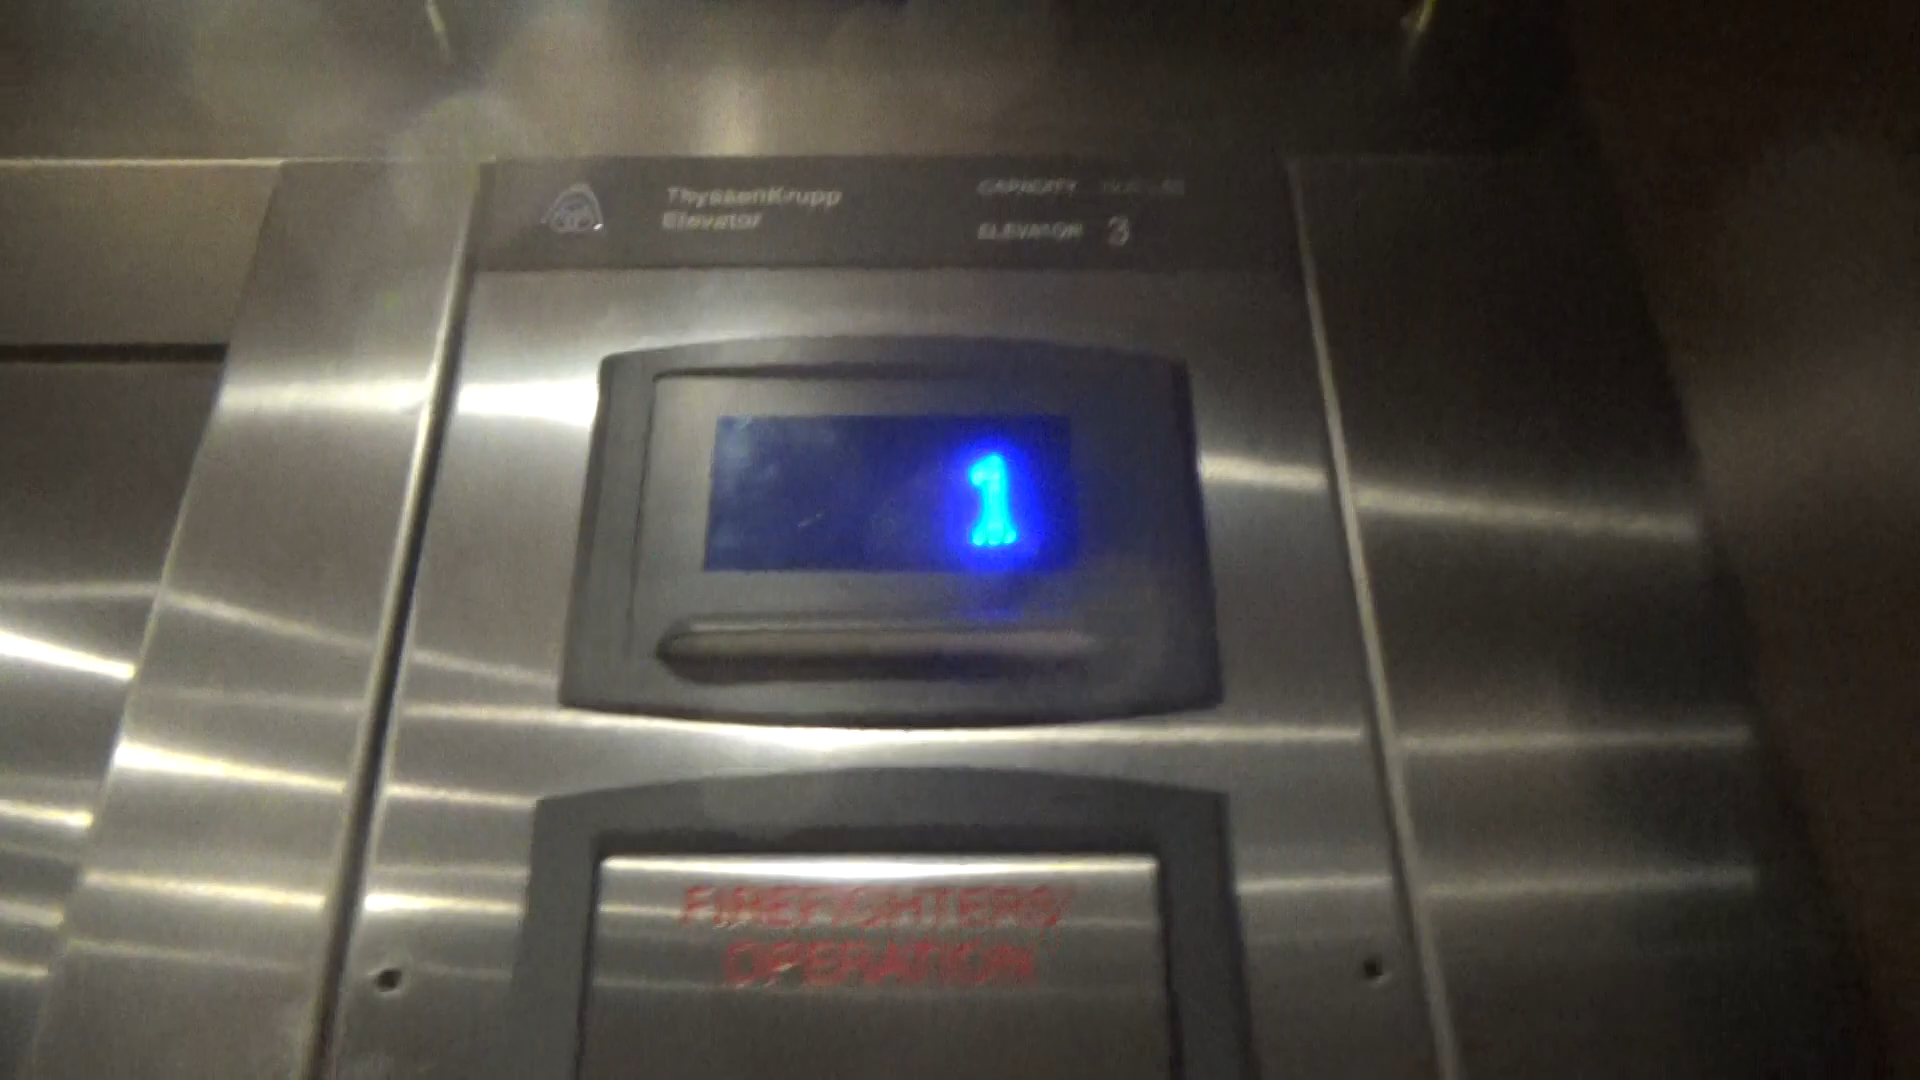 ThyssenKrupp
Elevator
CAPACITY
ELEVATOR 3
1
FIREFIGHTERS'
OPERATION